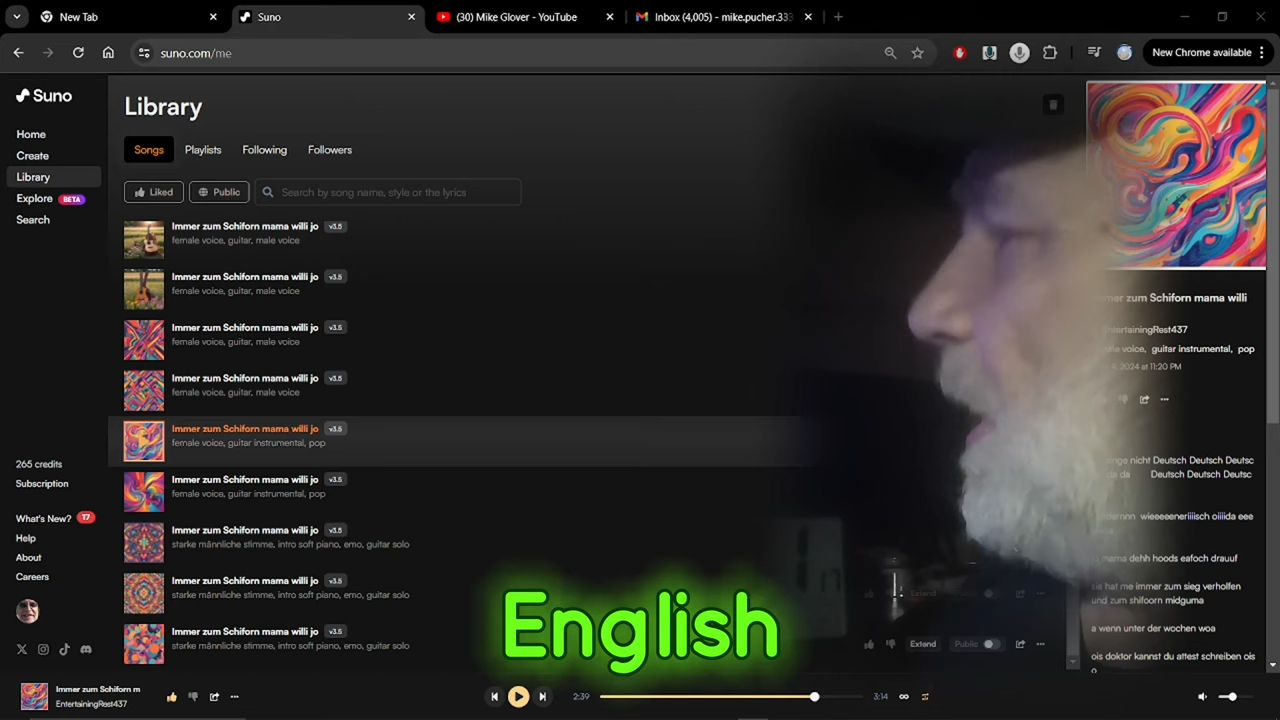 New Tab
Suno
(30) Mike Glover - YouTube
Inbox (4,005) - mike.pucher.333
suno.com/me
New Chrome available
Suno
Home
Create
Library
Explore BETA
Search
265 credits
Subscription
What's New? 17
Help
About
Careers
Library
Songs Playlists Following Followers
Liked Public Search by song name, style or the lyrics
Immer zum Schiforn mama willi jo v3.5
female voice, guitar, male voice
Immer zum Schiforn mama willi jo v3.5
female voice, guitar, male voice
Immer zum Schiforn mama willi jo v3.5
female voice, guitar, male voice
Immer zum Schiforn mama willi jo v3.5
female voice, guitar, male voice
Immer zum Schiforn mama willi jo v3.5
female voice, guitar instrumental, pop
Immer zum Schiforn mama willi jo v3.5
female voice, guitar instrumental, pop
Immer zum Schiforn mama willi jo v3.5
starke männliche stimme, intro soft piano, emo, guitar solo
Immer zum Schiforn mama willi jo v3.5
starke männliche stimme, intro soft piano, emo, guitar solo
Immer zum Schiforn mama willi jo v3.5
starke männliche stimme, intro soft piano, emo, guitar solo
Extend
Extend Public
zum Schiforn mama willi
EntertainingRest437
voice, guitar instrumental, pop
2024 at 11:20 PM
nicht Deutsch Deutsch Deutsc
da Deutsch Deutsch Deutsc
wieeeeeneriiiisch oiiiida eee
mama dehh hoods eafoch drauuf
sie hat me immer zum sieg verholfen
und zum shifoorn midguma
a wenn unter der wochen woa
ois doktor kannst du attest schreiben ois
English
Immer zum Schiforn m
EntertainingRest437
2:39
3:14